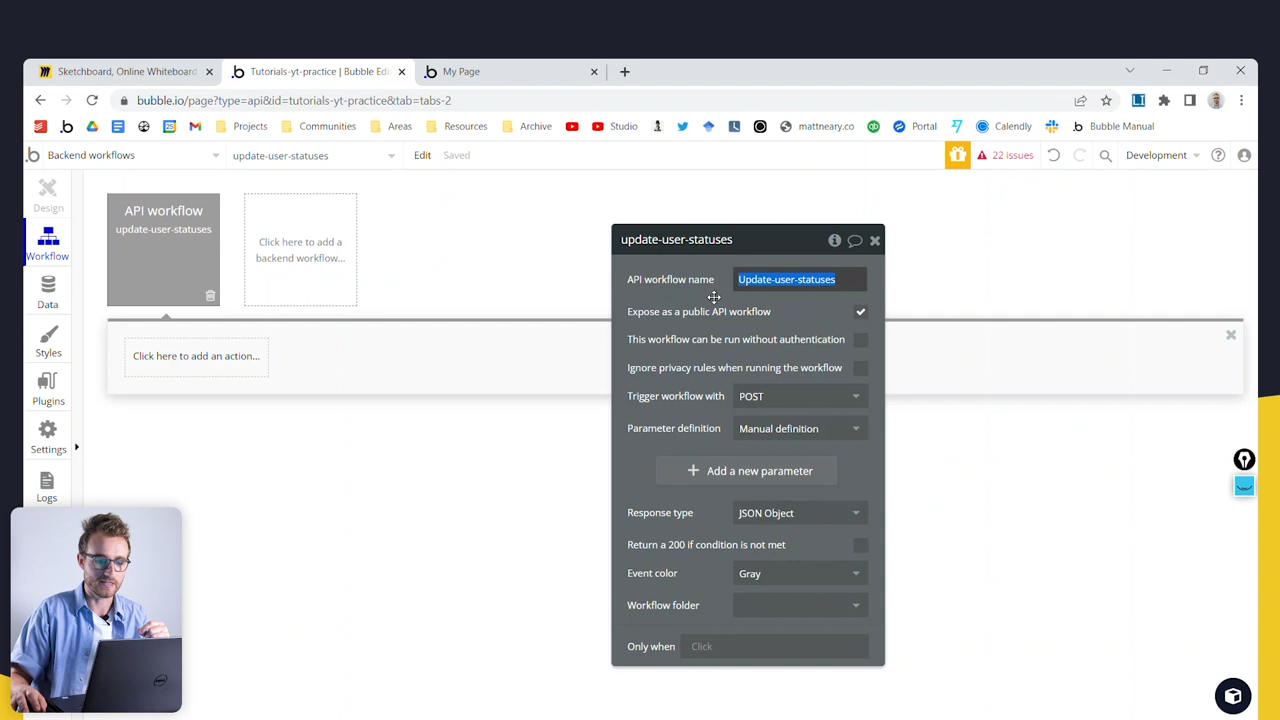 Sketchboard, Online Whiteboard
Tutorials-yt-practice | Bubble Edi
My Page
bubble.io/page?type=api&id=tutorials-yt-practice&tab=tabs-2
Projects
Communities
Areas
Resources
Archive
Studio
mattneary.co
Portal
Calendly
Bubble Manual
Backend workflows
update-user-statuses
Edit
Saved
22 issues
Development
Design
Workflow
Data
Styles
Plugins
Settings
Logs
API workflow
update-user-statuses
Click here to add a
backend workflow...
Click here to add an action...
update-user-statuses
API workflow name
Update-user-statuses
Expose as a public API workflow
This workflow can be run without authentication
Ignore privacy rules when running the workflow
Trigger workflow with
POST
Parameter definition
Manual definition
Add a new parameter
Response type
JSON Object
Return a 200 if condition is not met
Event color
Gray
Workflow folder
Only when
Click